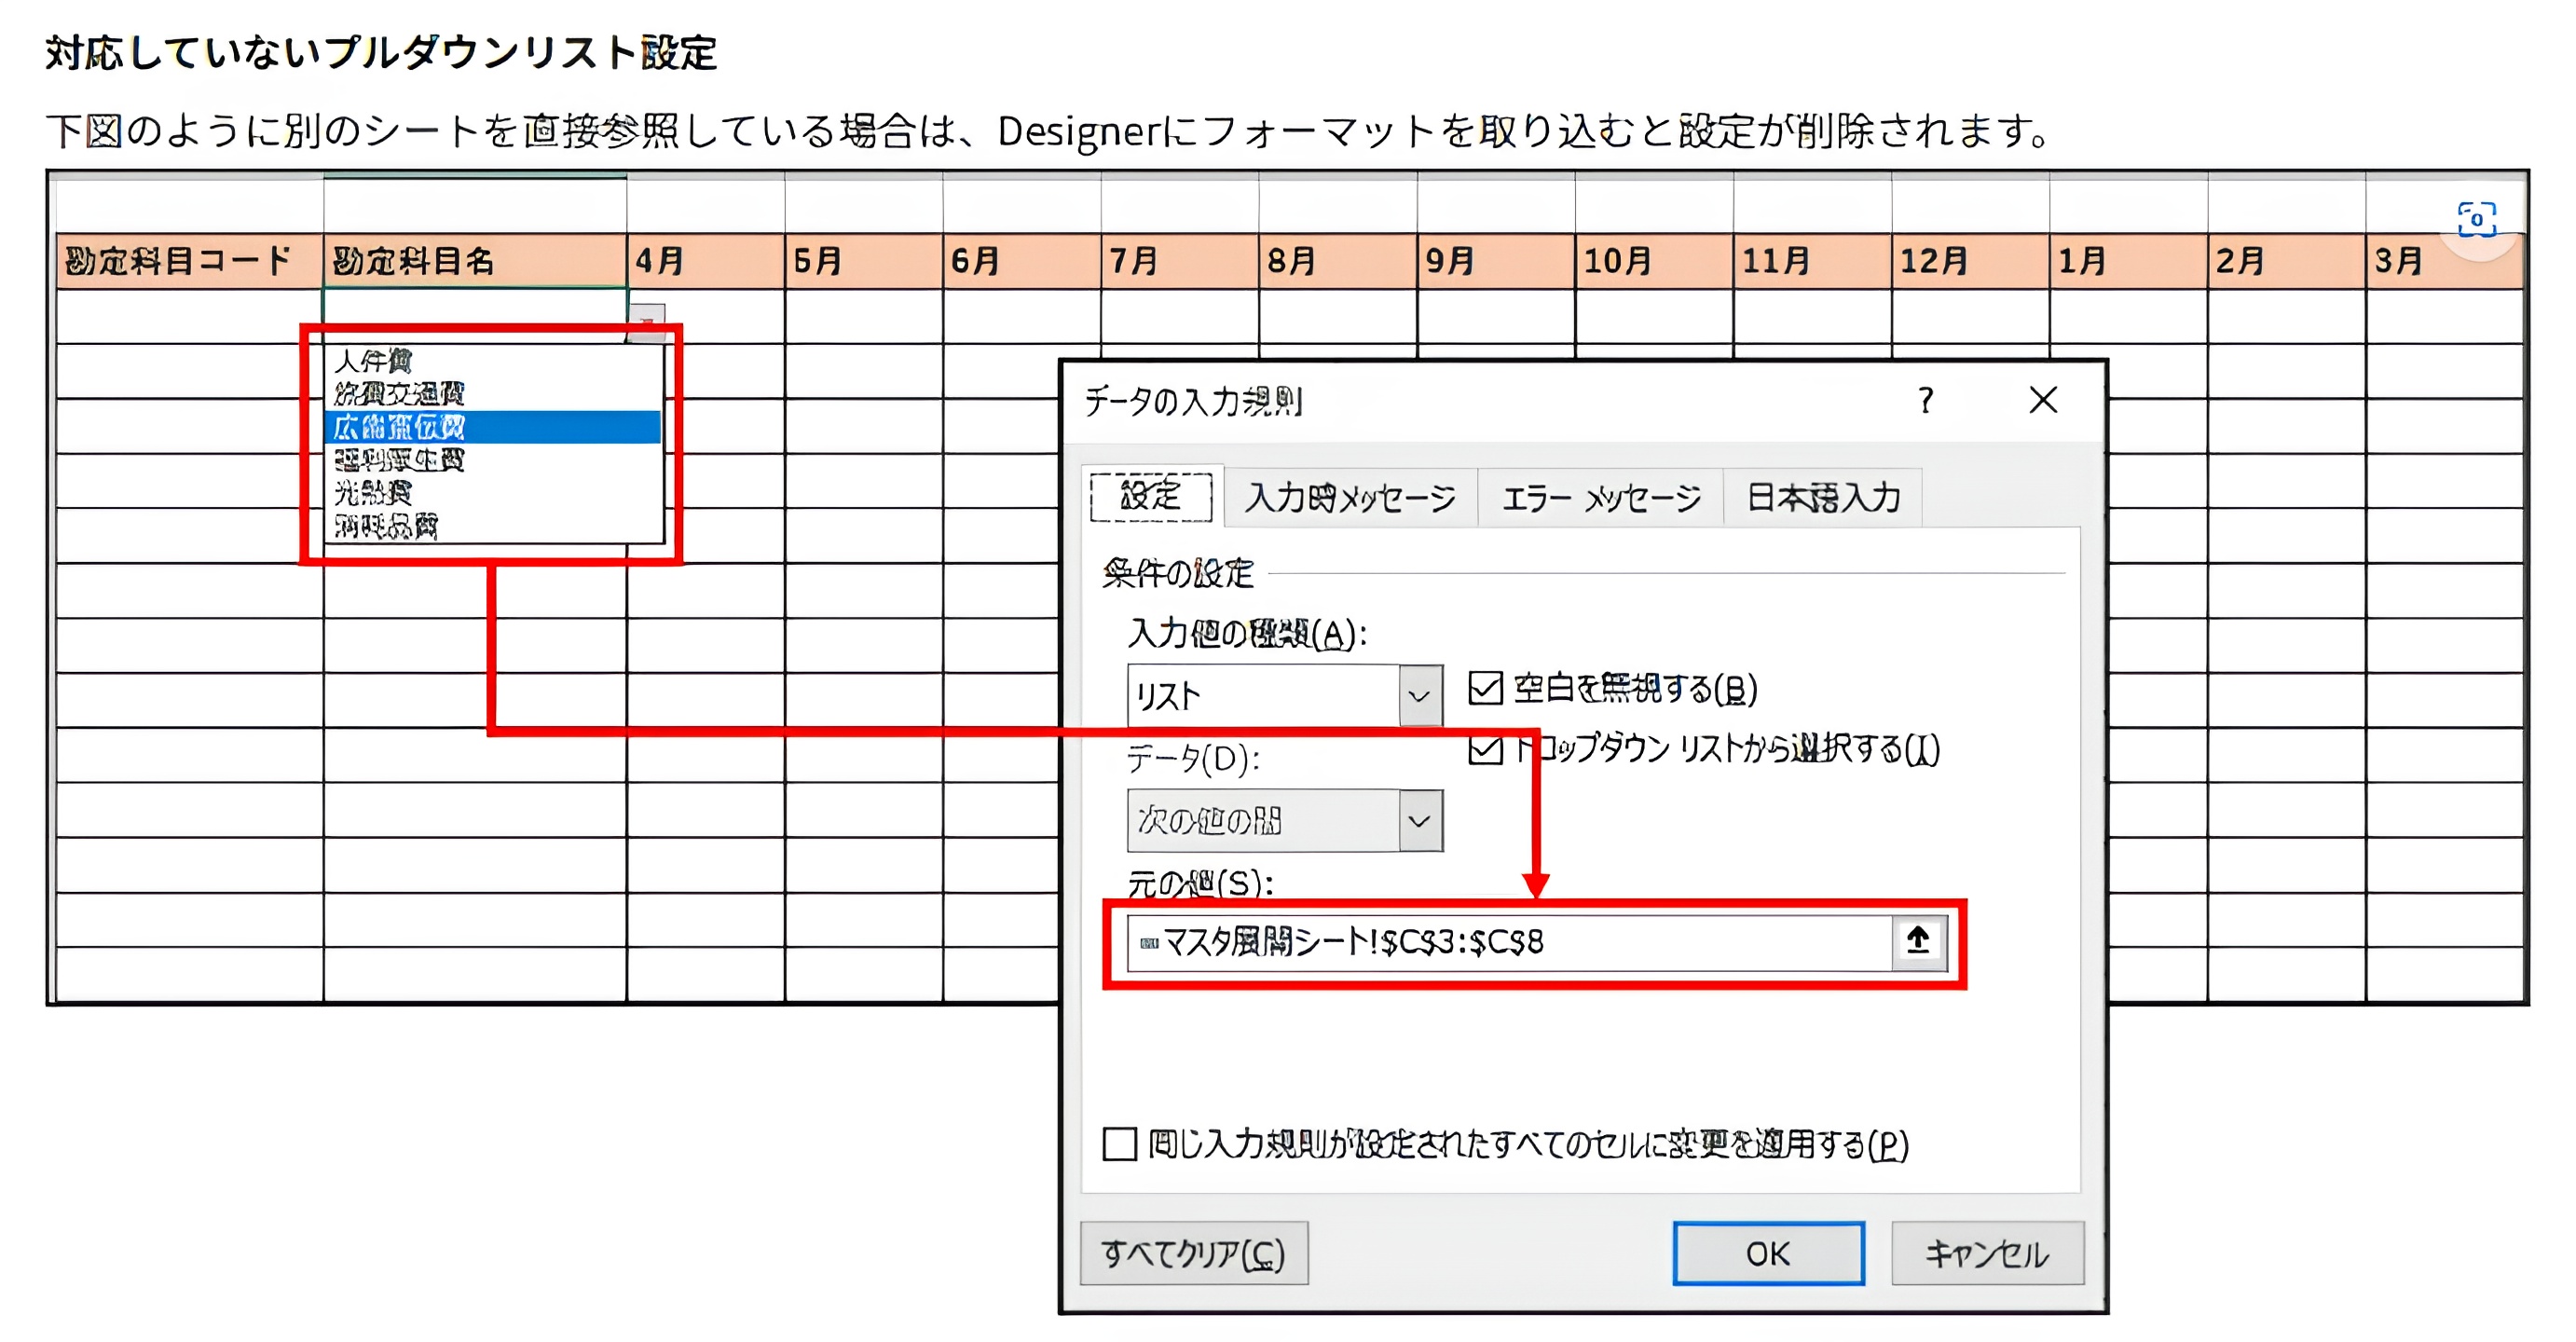 対応していないプルダウンリスト設定
下図のように別のシートを直接参照している場合は、Designerにフォーマットを取り込むと設定が削除されます。
勘定科目コード 勘定科目名 4月 5月 6月 7月 8月 9月 10月 11月 12月 1月 2月 3月
人件費
旅費交通費
広告宣伝費
福利厚生費
光熱費
消耗品費
データの入力規則 ? ×
設定 入力時メッセージ エラー メッセージ 日本語入力
条件の設定
入力値の種類(A):
リスト 空白を無視する(B)
データ(D): ドロップダウン リストから選択する(I)
次の値の間
元の値(S):
マスタ展開シート!$C$3:$C$8
同じ入力規則が設定されたすべてのセルに変更を適用する(P)
すべてクリア(C) OK キャンセル